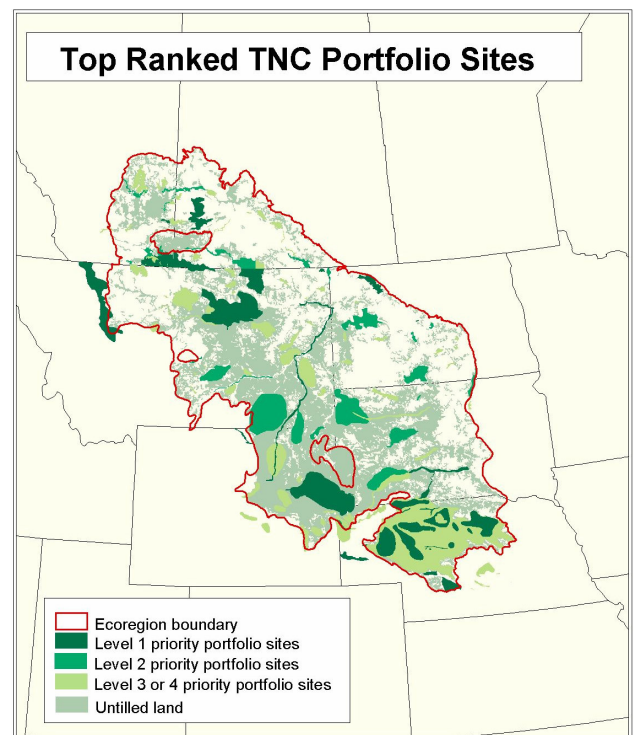 Top Ranked TNC Portfolio Sites
Ecoregion boundary
Level 1 priority portfolio sites
Level 2 priority portfolio sites
Level 3 or 4 priority portfolio sites
Untilled land